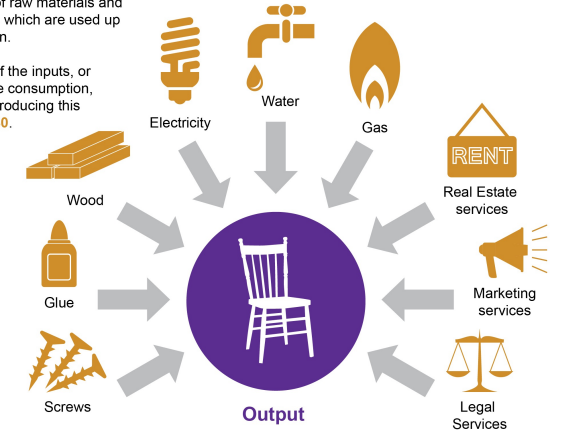 of raw materials and
which are used up
n.
f the inputs, or
e consumption,
roducing this
0.
Electricity
Water
Gas
RENT
Real Estate
services
Wood
Glue
Marketing
services
Screws
Legal
Services
Output